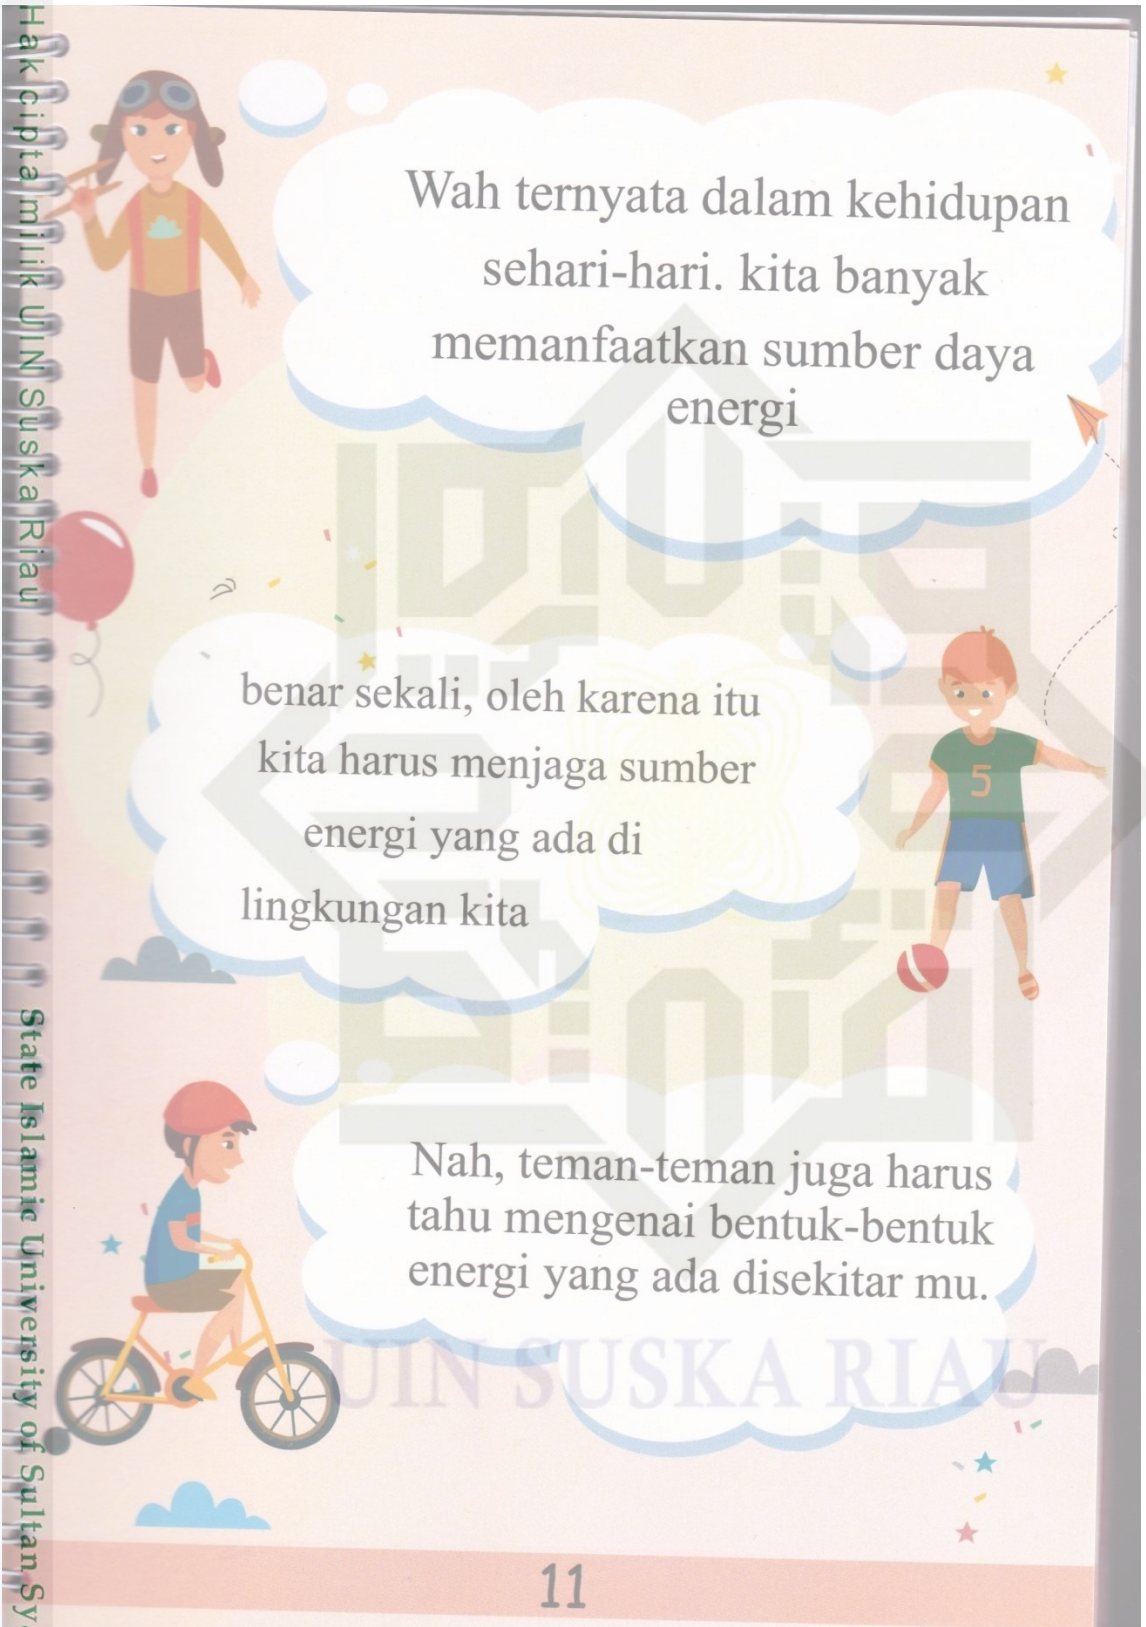 Hak cipta milik UIN Suska Riau
State Islamic University of Sultan Sy
Wah ternyata dalam kehidupan
sehari-hari. kita banyak
memanfaatkan sumber daya
energi
benar sekali, oleh karena itu
kita harus menjaga sumber
energi yang ada di
lingkungan kita
5
Nah, teman-teman juga harus
tahu mengenai bentuk-bentuk
energi yang ada disekitar mu.
UIN SUSKA RIAU
11